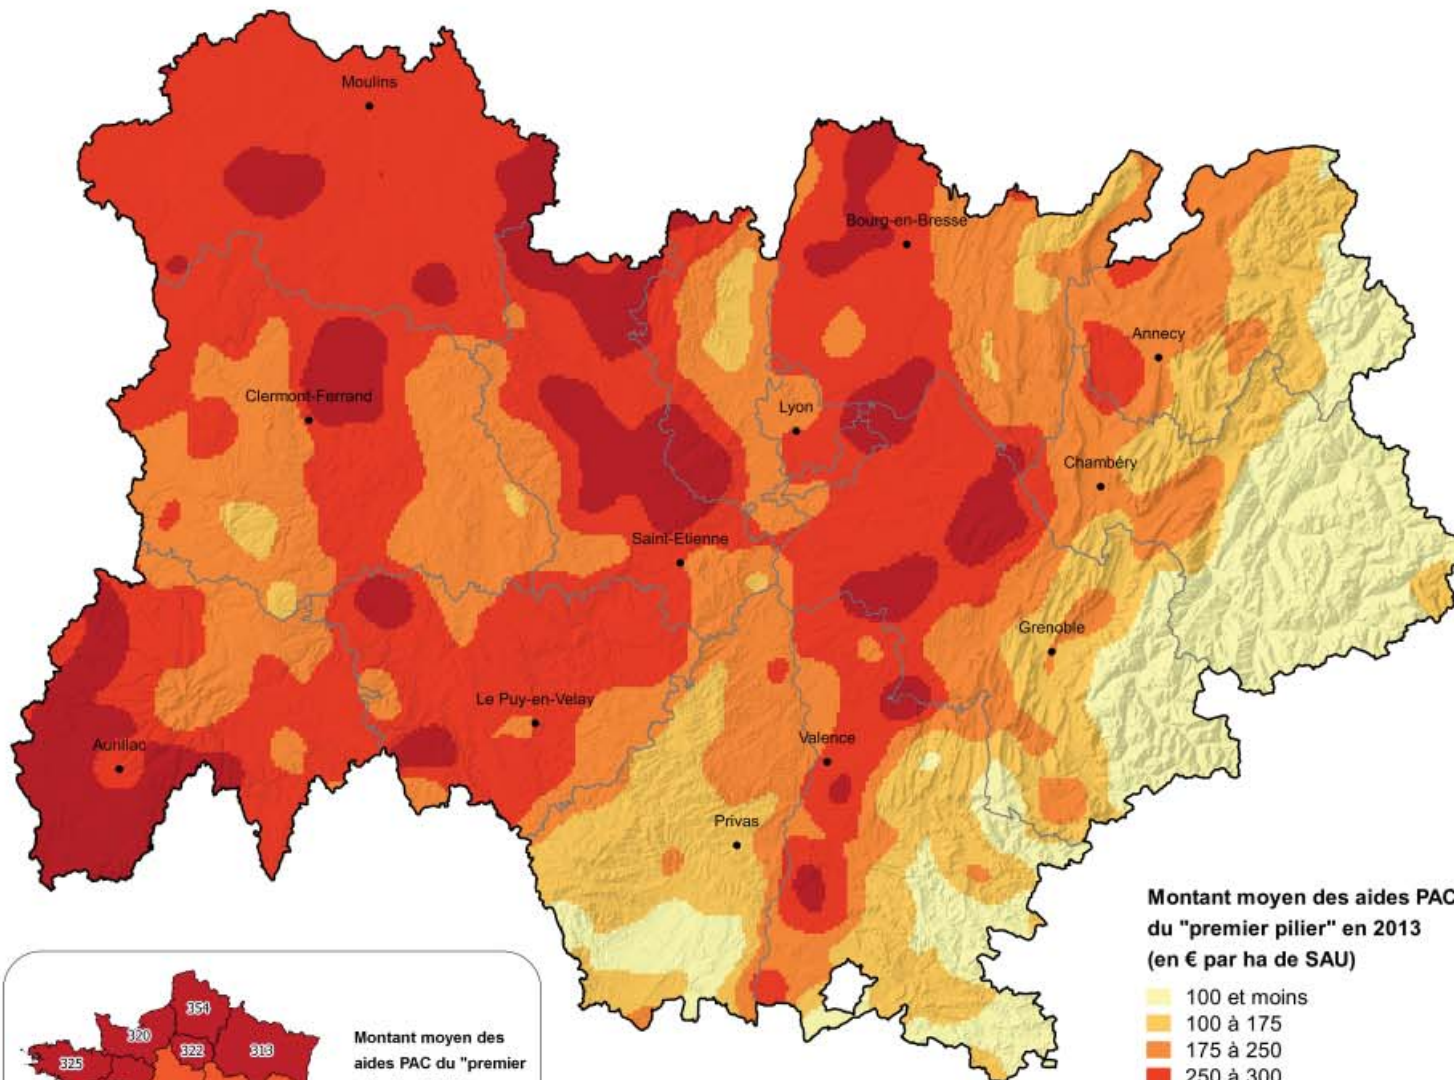 Moulins
Bourg-en-Bresse
Annecy
Clermont-Ferrand
Lyon
Chambéry
Saint-Etienne
Grenoble
Le Puy-en-Velay
Aurillac
Valence
Privas
Montant moyen des aides PAC
du "premier pilier" en 2013
(en € par ha de SAU)
100 et moins
100 à 175
175 à 250
250 à 300
354
320
322
313
325
Montant moyen des
aides PAC du "premier